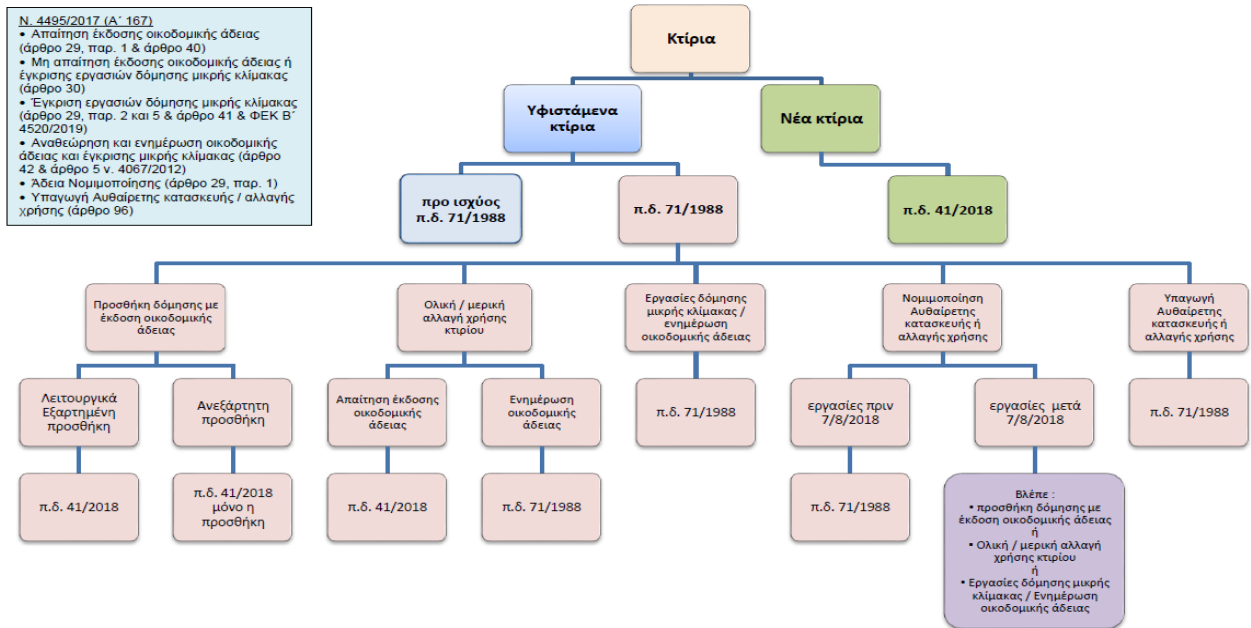 Ν. 4495/2017 (Α΄ 167)
• Απαίτηση έκδοσης οικοδομικής άδειας
(άρθρο 29, παρ. 1 & άρθρο 40)
• Μη απαίτηση έκδοσης οικοδομικής άδειας ή
έγκρισης εργασιών δόμησης μικρής κλίμακας
(άρθρο 30)
• Έγκριση εργασιών δόμησης μικρής κλίμακας
(άρθρο 29, παρ. 2 και 5 & άρθρο 41 & ΦΕΚ Β΄
4520/2019)
• Αναθεώρηση και ενημέρωση οικοδομικής
άδειας και έγκρισης μικρής κλίμακας (άρθρο
42 & άρθρο 5 ν. 4067/2012)
• Άδεια Νομιμοποίησης (άρθρο 29, παρ. 1)
• Υπαγωγή Αυθαίρετης κατασκευής / αλλαγής
χρήσης (άρθρο 96)
Κτίρια
Υφιστάμενα
κτίρια
Νέα κτίρια
προ ισχύος
π.δ. 71/1988
π.δ. 71/1988
π.δ. 41/2018
Προσθήκη δόμησης με
έκδοση οικοδομικής
άδειας
Ολική / μερική
αλλαγή χρήσης
κτιρίου
Εργασίες δόμησης
μικρής κλίμακας /
ενημέρωση
οικοδομικής άδειας
Νομιμοποίηση
Αυθαίρετης
κατασκευής ή
αλλαγής χρήσης
Υπαγωγή
Αυθαίρετης
κατασκευής ή
αλλαγής χρήσης
Λειτουργικά
Εξαρτημένη
προσθήκη
Ανεξάρτητη
προσθήκη
Απαίτηση έκδοσης
οικοδομικής
άδειας
Ενημέρωση
οικοδομικής
άδειας
π.δ. 71/1988
εργασίες πριν
7/8/2018
εργασίες μετά
7/8/2018
π.δ. 71/1988
π.δ. 41/2018
π.δ. 41/2018
μόνο η
προσθήκη
π.δ. 41/2018
π.δ. 71/1988
π.δ. 71/1988
Βλέπε :
• προσθήκη δόμησης με
έκδοση οικοδομικής άδειας
ή
• Ολική / μερική αλλαγή
χρήσης κτιρίου
ή
• Εργασίες δόμησης μικρής
κλίμακας / Ενημέρωση
οικοδομικής άδειας